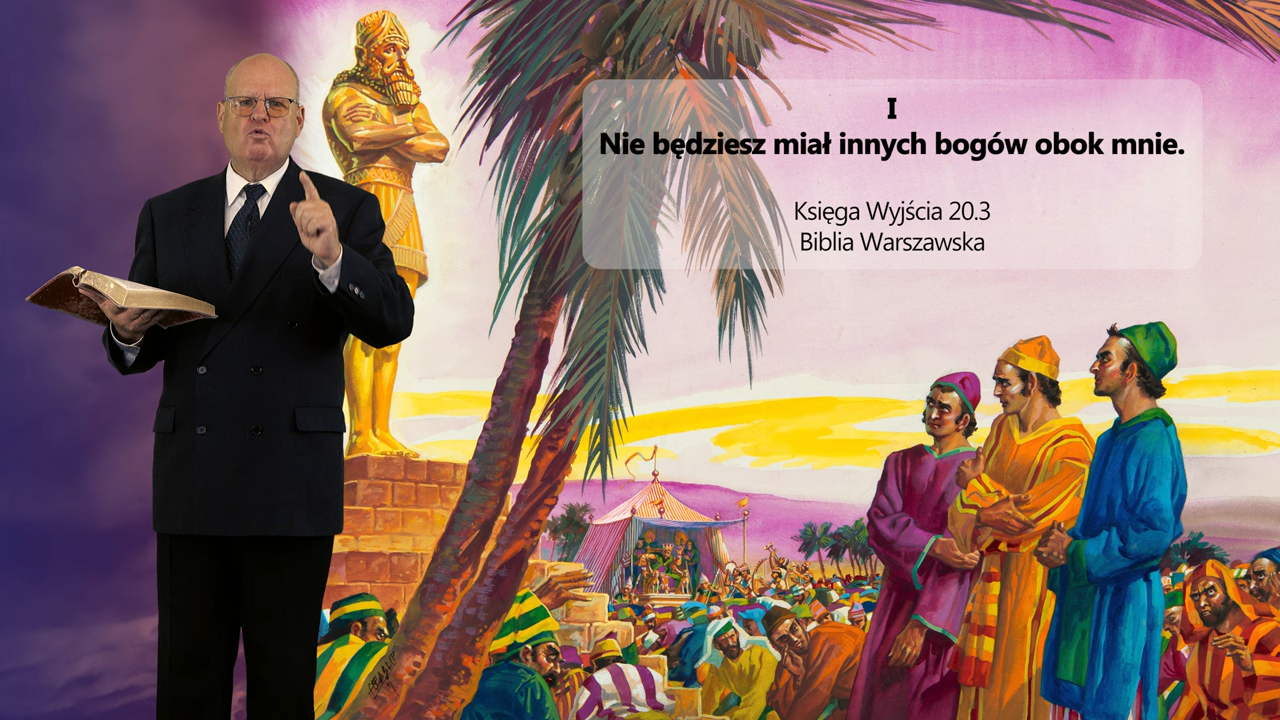 I
Nie będziesz miał innych bogów obok mnie.
Księga Wyjścia 20.3
Biblia Warszawska